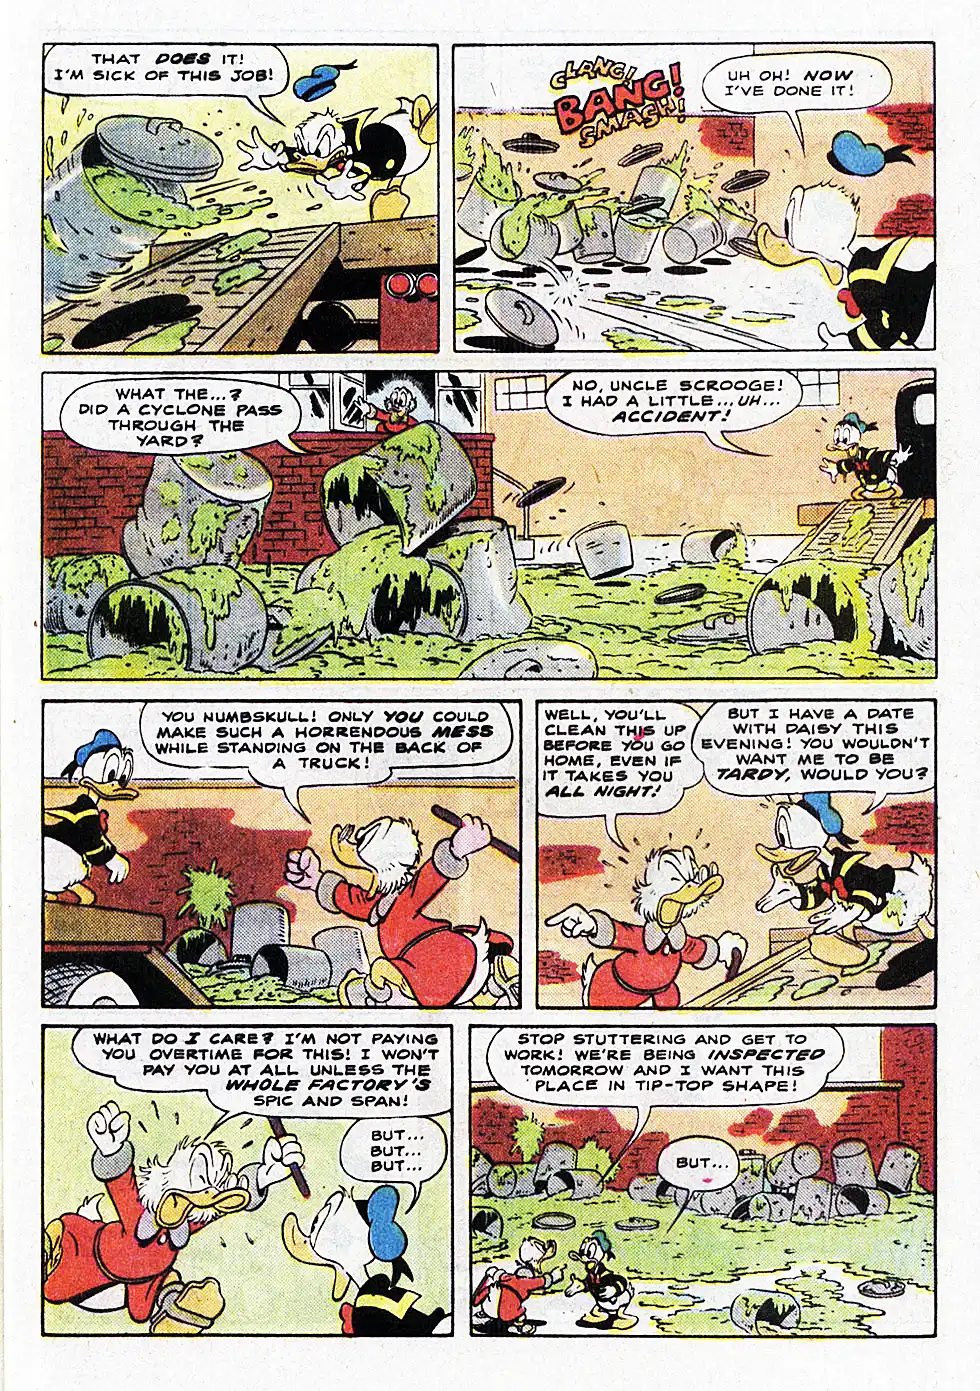 THAT DOES IT!
I'M SICK OF THIS JOB!
CLANG!
BANG!
SMASH!
UH OH! NOW
I'VE DONE IT!
WHAT THE...?
DID A CYCLONE PASS
THROUGH THE
YARD?
NO, UNCLE SCROOGE!
I HAD A LITTLE...UH...
ACCIDENT!
YOU NUMBSKULL! ONLY YOU COULD
MAKE SUCH A HORRENDOUS MESS
WHILE STANDING ON THE BACK OF
A TRUCK!
WELL, YOU'LL
CLEAN THIS UP
BEFORE YOU GO
HOME, EVEN IF
IT TAKES YOU
ALL NIGHT!
BUT I HAVE A DATE
WITH DAISY THIS
EVENING! YOU WOULDN'T
WANT ME TO BE
TARDY, WOULD YOU?
WHAT DO I CARE? I'M NOT PAYING
YOU OVERTIME FOR THIS! I WON'T
PAY YOU AT ALL UNLESS THE
WHOLE FACTORY'S
SPIC AND SPAN!
BUT...
BUT...
BUT...
STOP STUTTERING AND GET TO
WORK! WE'RE BEING INSPECTED
TOMORROW AND I WANT THIS
PLACE IN TIP-TOP SHAPE!
BUT...